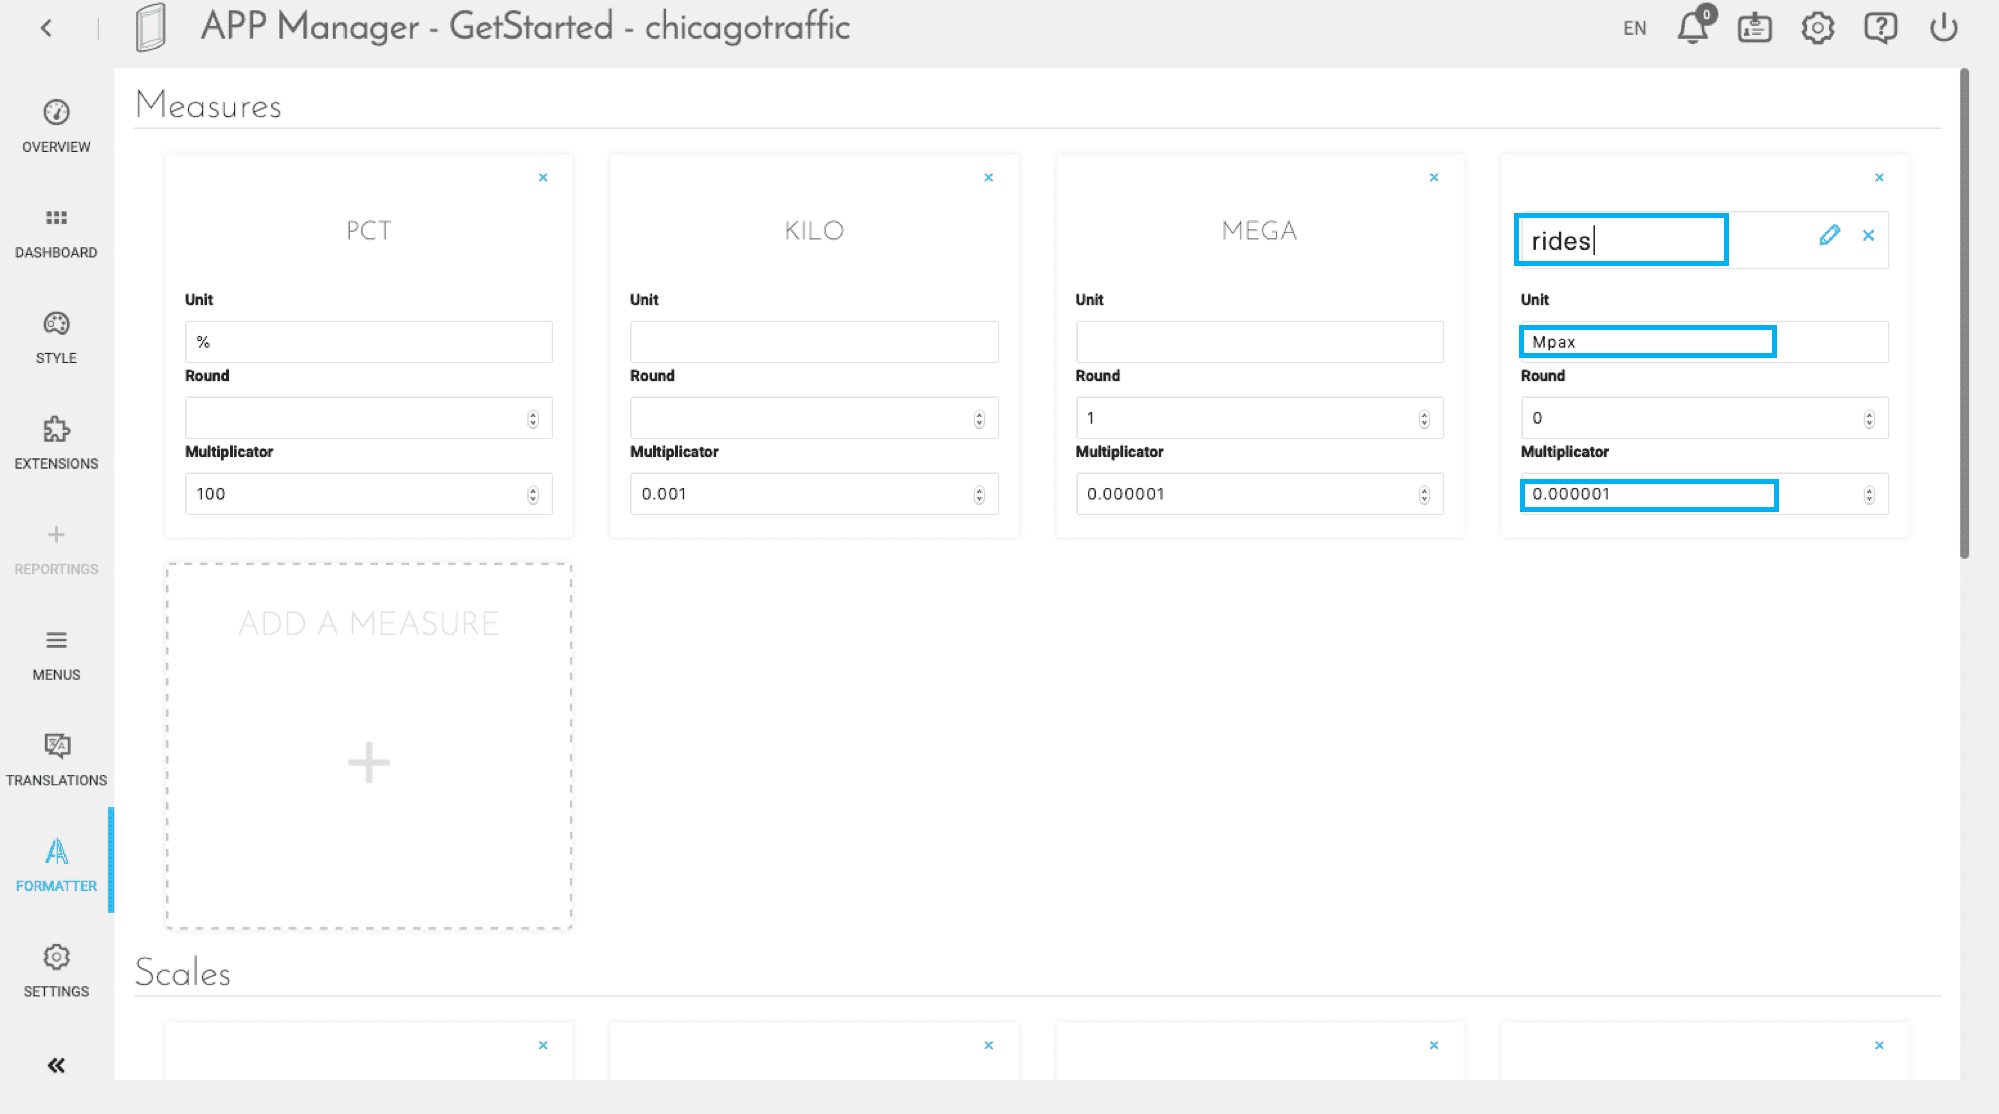 APP Manager - GetStarted - chicagotraffic
EN
0
OVERVIEW
DASHBOARD
STYLE
EXTENSIONS
REPORTINGS
MENUS
TRANSLATIONS
FORMATTER
SETTINGS
Measures
PCT
Unit
%
Round
Multiplicator
100
KILO
Unit
Round
Multiplicator
0.001
MEGA
Unit
Round
1
Multiplicator
0.000001
rides
Unit
Mpax
Round
0
Multiplicator
0.000001
ADD A MEASURE
Scales